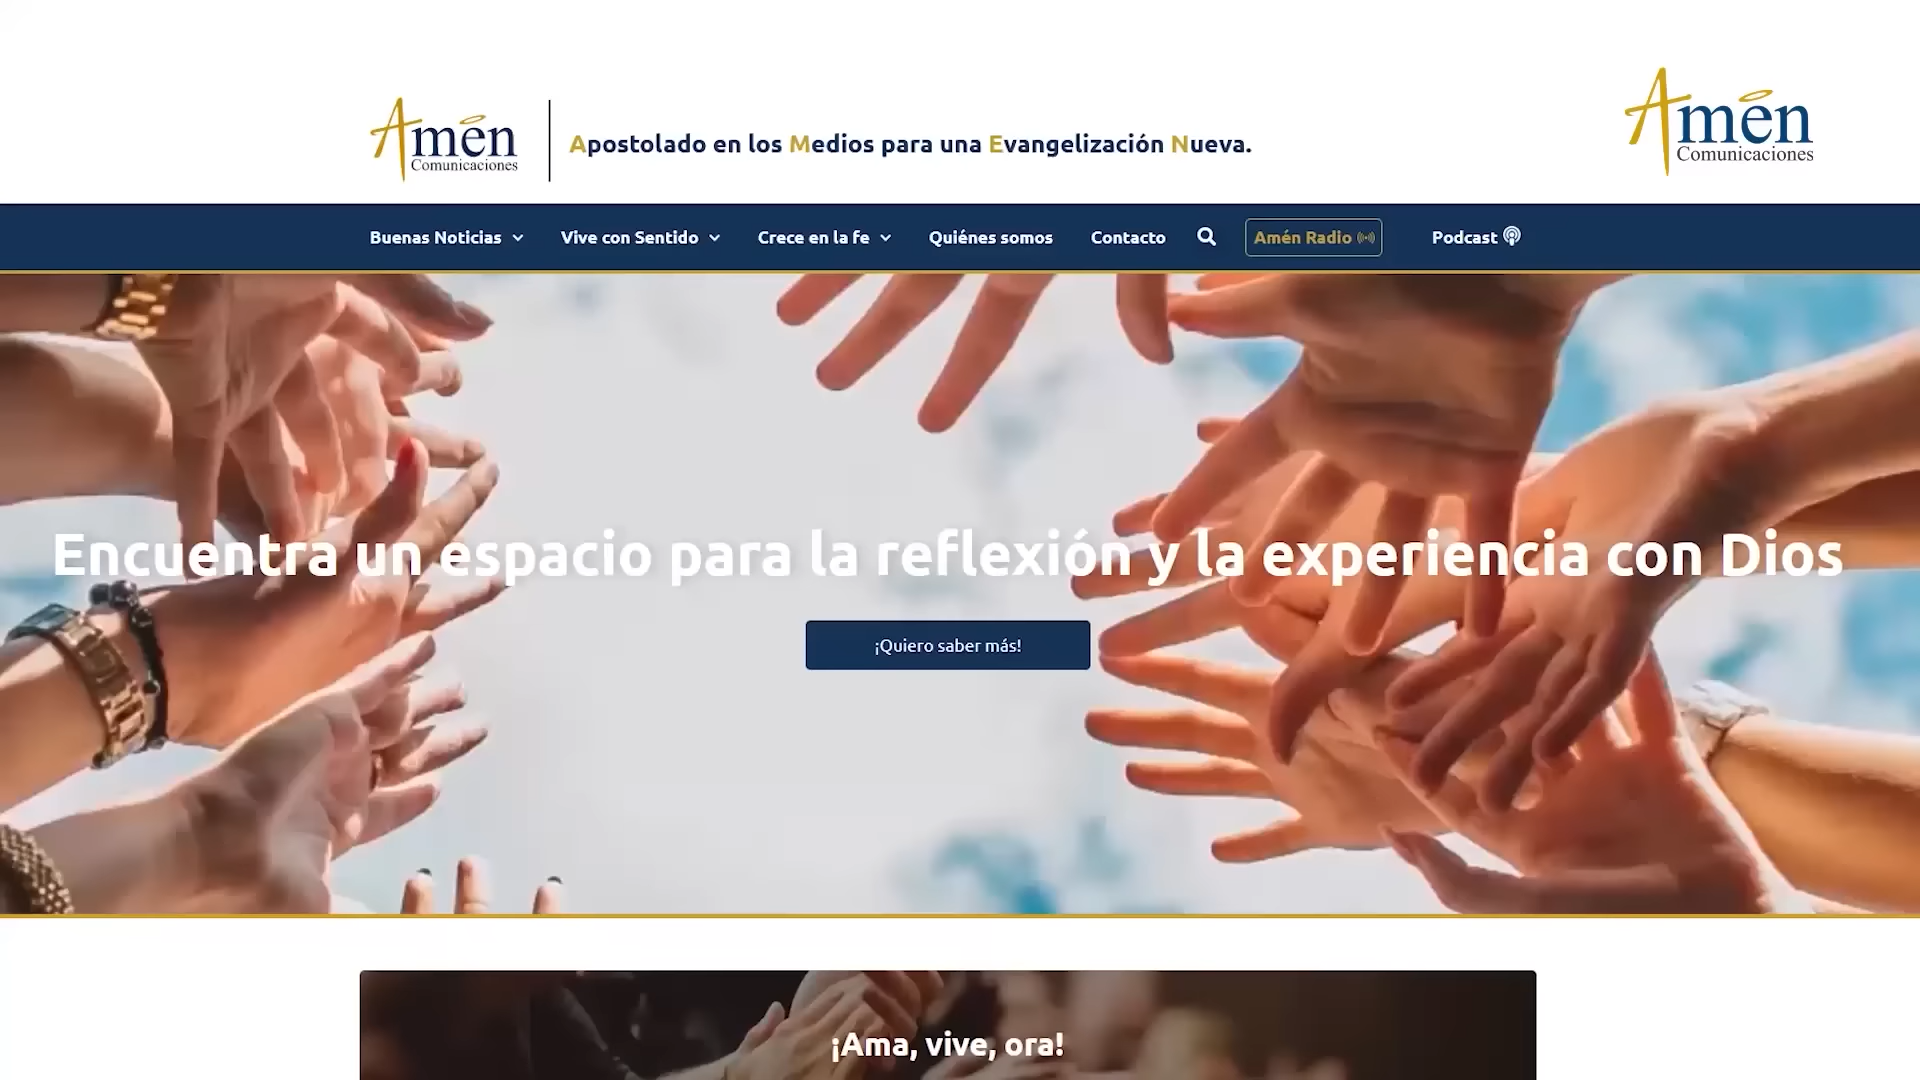 Amén
Comunicaciones
Apostolado en los Medios para una Evangelización Nueva.
Amén
Comunicaciones
Buenas Noticias
Vive con Sentido
Crece en la fe
Quiénes somos
Contacto
Amén Radio
Podcast
Encuentra un espacio para la reflexión y la experiencia con Dios
¡Quiero saber más!
¡Ama, vive, ora!